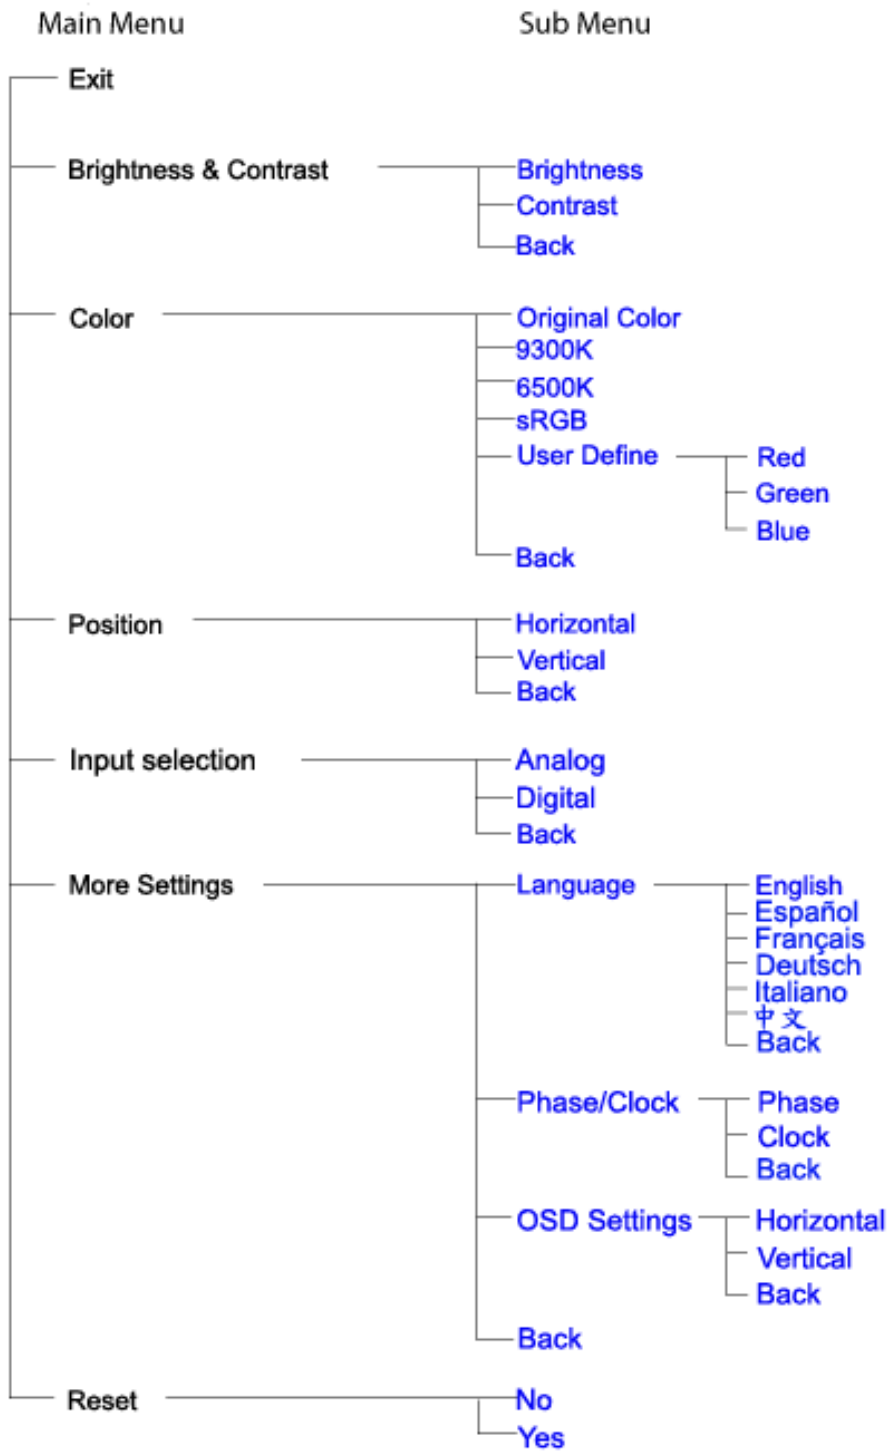 Main Menu Sub Menu
Exit
Brightness & Contrast Brightness
Contrast
Back
Color Original Color
9300K
6500K
sRGB
User Define Red
Green
Blue
Back
Position Horizontal
Vertical
Back
Input selection Analog
Digital
Back
More Settings Language English
Español
Français
Deutsch
Italiano
中文
Back
Phase/Clock Phase
Clock
Back
OSD Settings Horizontal
Vertical
Back
Back
Reset No
Yes